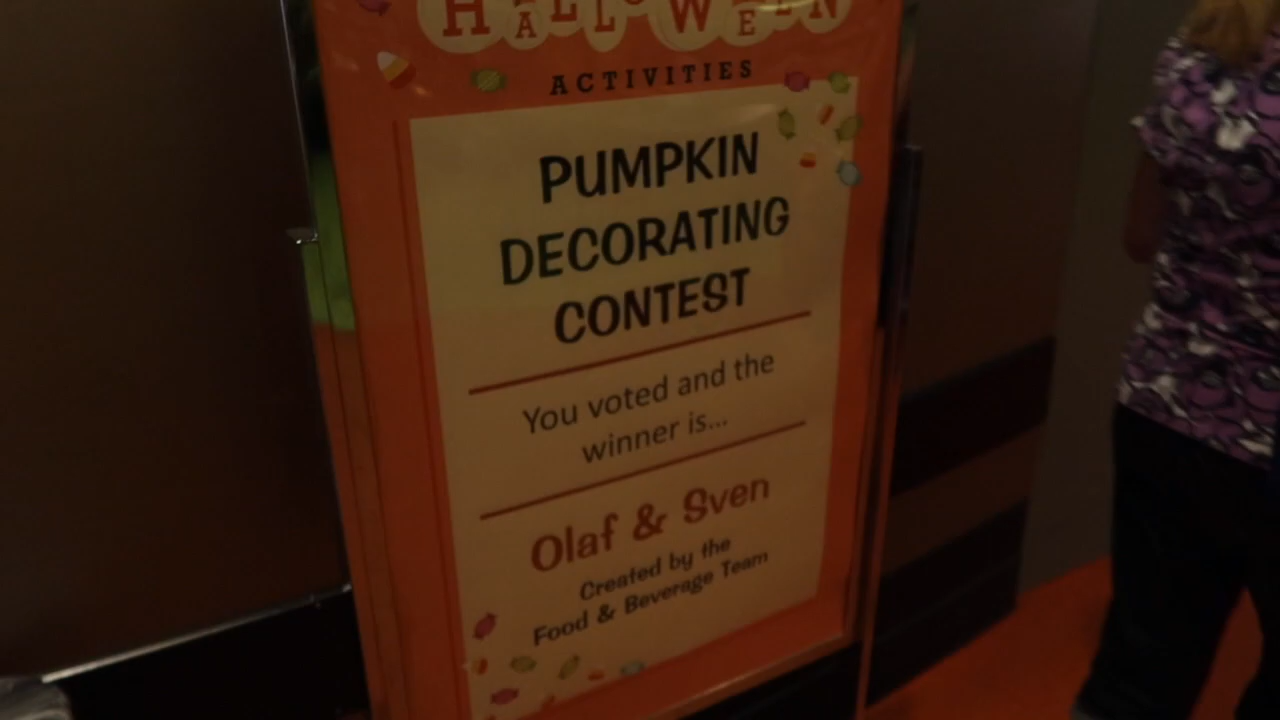 HALLOWEEN
ACTIVITIES
PUMPKIN
DECORATING
CONTEST
You voted and the
winner is...
Olaf & Sven
Created by the
Food & Beverage Team